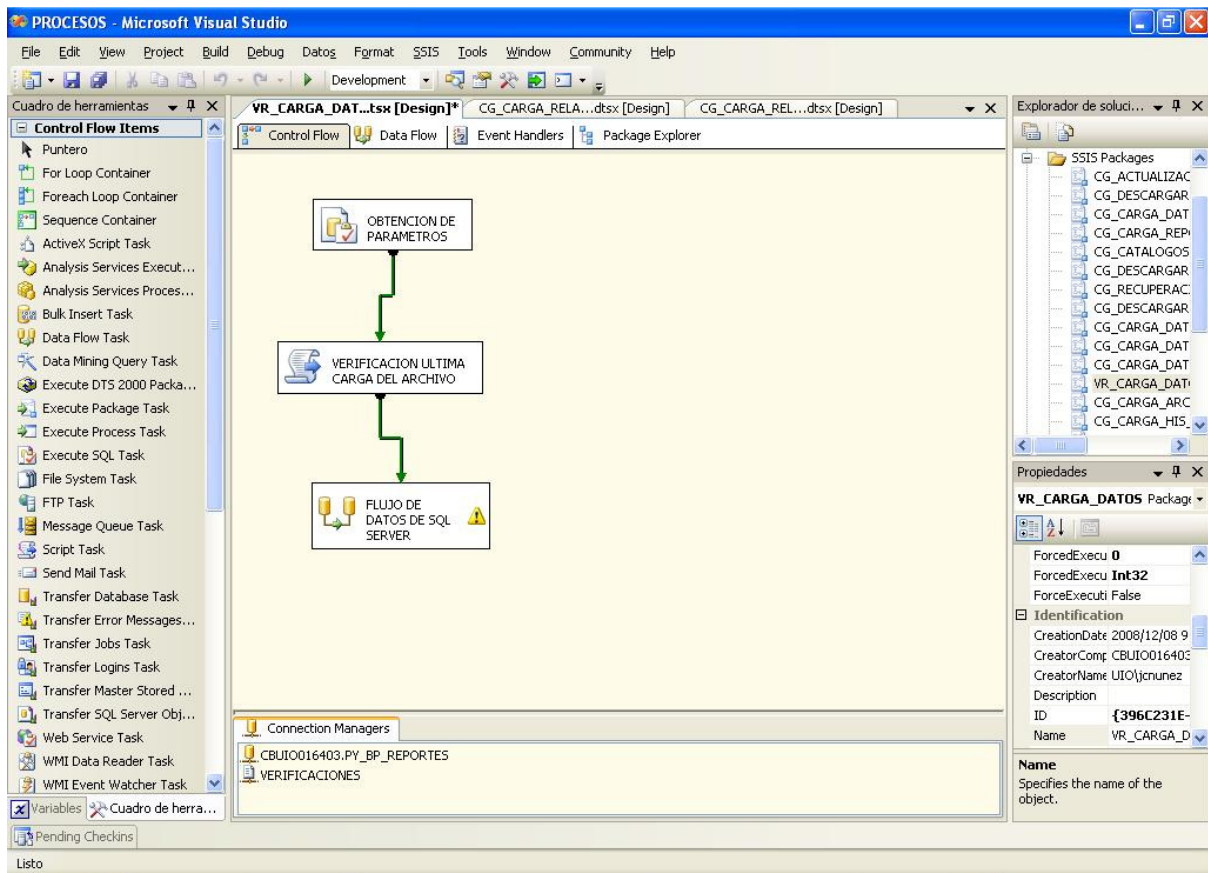 PROCESOS - Microsoft Visual Studio
File Edit View Project Build Debug Datos Format SSIS Tools Window Community Help
Development
Cuadro de herramientas
Control Flow Items
Puntero
For Loop Container
Foreach Loop Container
Sequence Container
ActiveX Script Task
Analysis Services Execut...
Analysis Services Proces...
Bulk Insert Task
Data Flow Task
Data Mining Query Task
Execute DTS 2000 Packa...
Execute Package Task
Execute Process Task
Execute SQL Task
File System Task
FTP Task
Message Queue Task
Script Task
Send Mail Task
Transfer Database Task
Transfer Error Messages...
Transfer Jobs Task
Transfer Logins Task
Transfer Master Stored ...
Transfer SQL Server Obj...
Web Service Task
WMI Data Reader Task
WMI Event Watcher Task
Variables Cuadro de herra...
VR_CARGA_DAT...tsx [Design]* CG_CARGA_RELA...dtsx [Design] CG_CARGA_REL...dtsx [Design]
Control Flow Data Flow Event Handlers Package Explorer
OBTENCION DE
PARAMETROS
VERIFICACION ULTIMA
CARGA DEL ARCHIVO
FLUJO DE
DATOS DE SQL
SERVER
Connection Managers
CBUIO016403.PY_BP_REPORTES
VERIFICACIONES
Explorador de soluci...
SSIS Packages
CG_ACTUALIZAC
CG_DESCARGAR
CG_CARGA_DAT
CG_CARGA_REP
CG_CATALOGOS
CG_DESCARGAR
CG_RECUPERAC
CG_DESCARGAR
CG_CARGA_DAT
CG_CARGA_DAT
CG_CARGA_DAT
VR_CARGA_DAT
CG_CARGA_ARC
CG_CARGA_HIS_
Propiedades
VR_CARGA_DATOS Package
ForcedExecu 0
ForcedExecu Int32
ForceExecuti False
Identification
CreationDate 2008/12/08 9
CreatorComp CBUIO016403
CreatorName UIO\jcnunez
Description
ID {396C231E-
Name VR_CARGA_D
Name
Specifies the name of the
object.
Pending Checkins
Listo